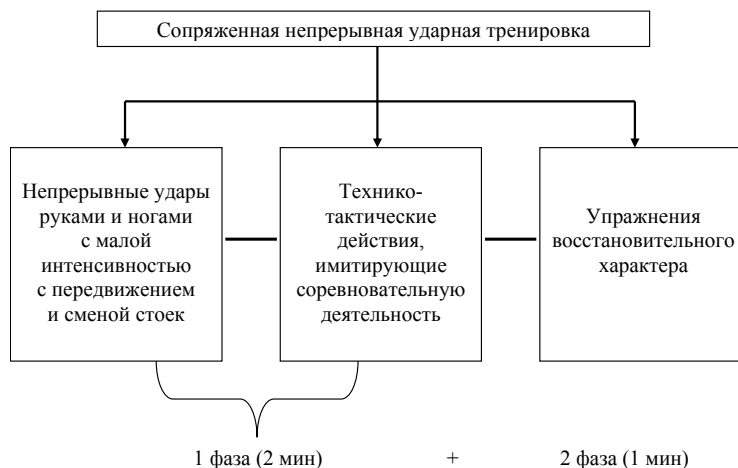 Сопряженная непрерывная ударная тренировка
Непрерывные удары
руками и ногами
с малой
интенсивностью
с передвижением
и сменой стоек
Технико-
тактические
действия,
имитирующие
соревновательную
деятельность
Упражнения
восстановительного
характера
1 фаза (2 мин) + 2 фаза (1 мин)